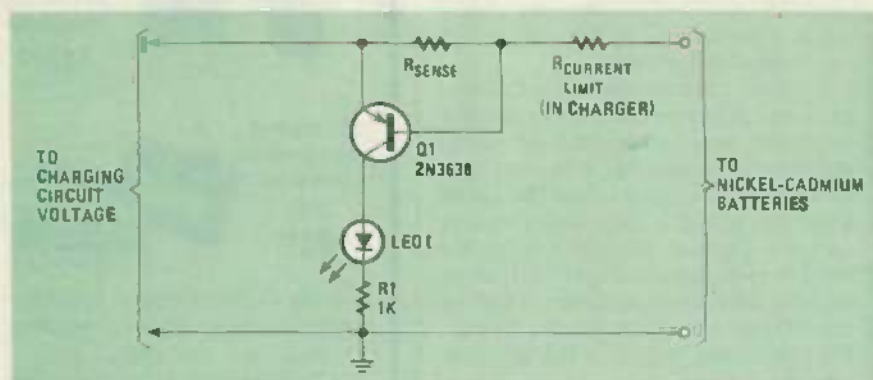 RSENSE
RCURRENT
LIMIT
(IN CHARGER)
TO
CHARGING
CIRCUIT
VOLTAGE
Q1
2N3638
TO
NICKEL-CADMIUM
BATTERIES
LED1
R1
1K